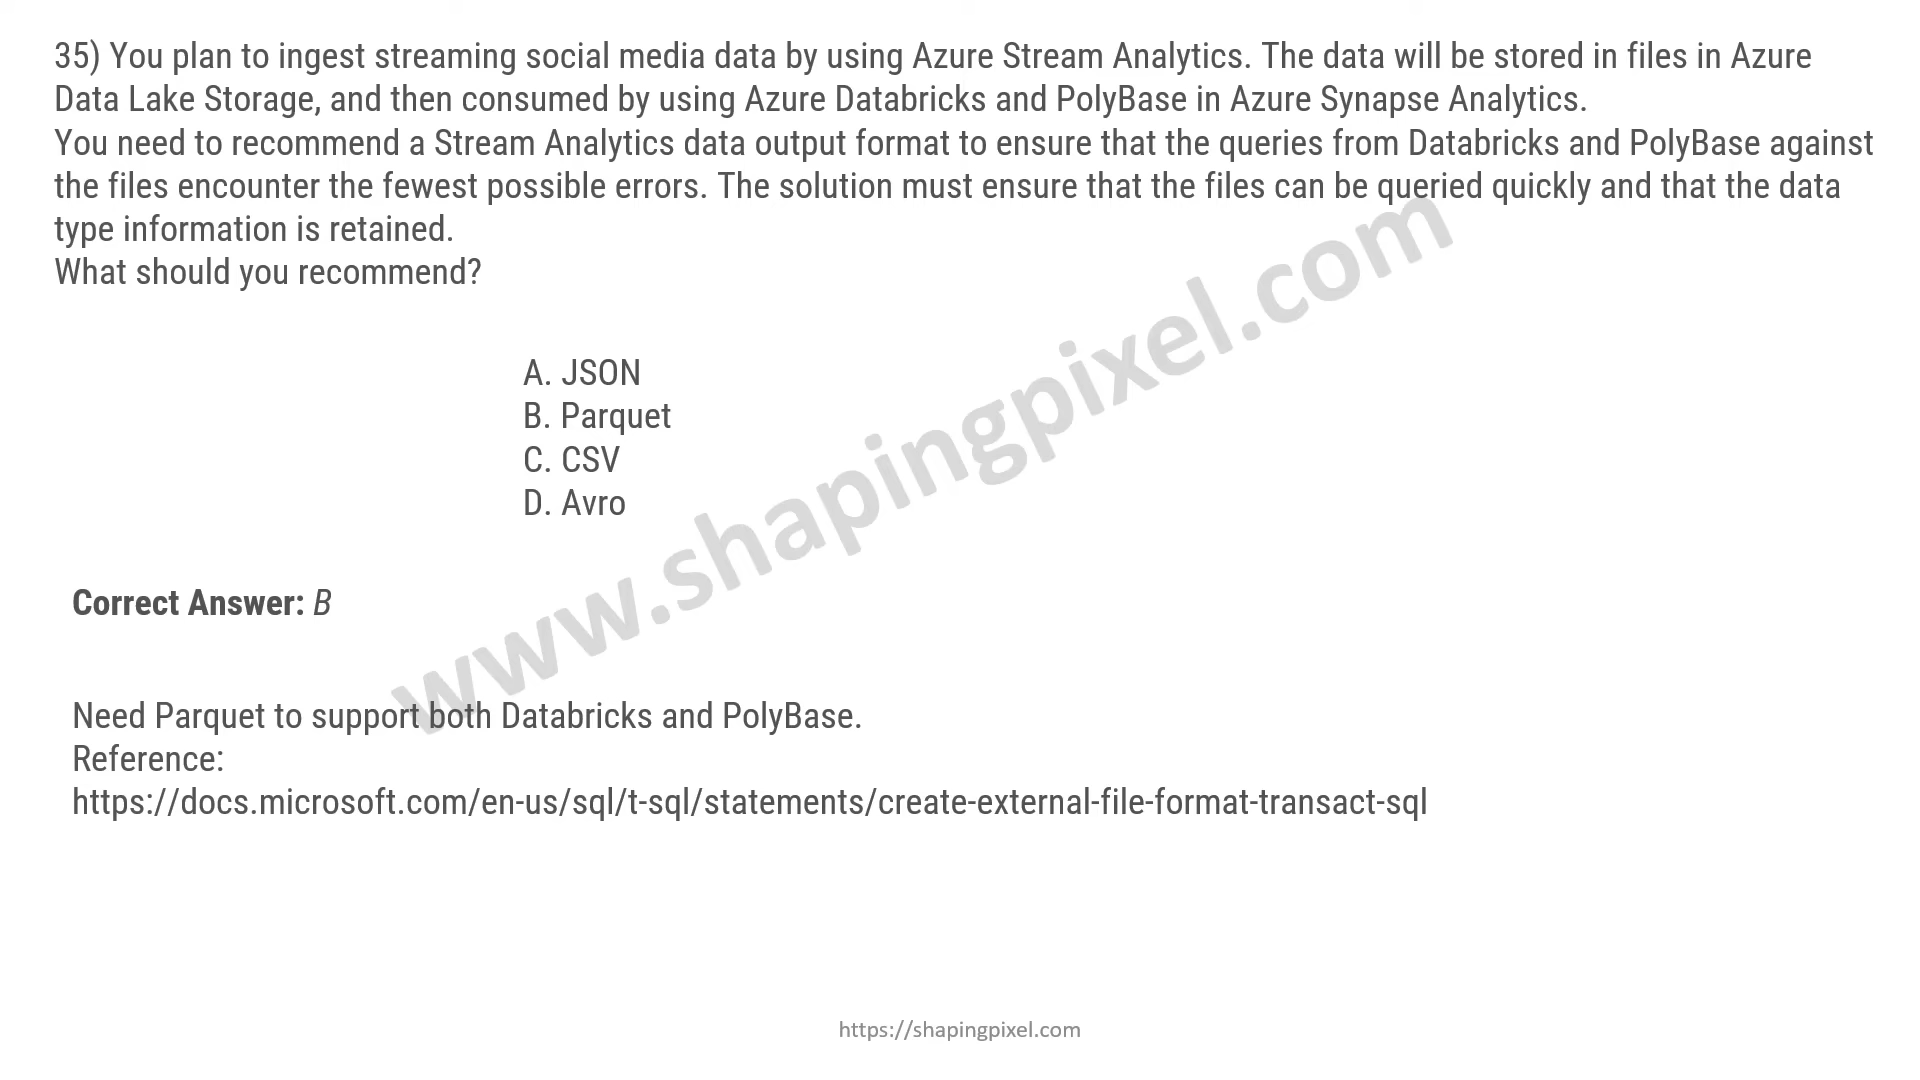 35) You plan to ingest streaming social media data by using Azure Stream Analytics. The data will be stored in files in Azure
Data Lake Storage, and then consumed by using Azure Databricks and PolyBase in Azure Synapse Analytics.
You need to recommend a Stream Analytics data output format to ensure that the queries from Databricks and PolyBase against
the files encounter the fewest possible errors. The solution must ensure that the files can be queried quickly and that the data
type information is retained.
What should you recommend?
A. JSON
B. Parquet
C. CSV
D. Avro
www.shapingpixel.com
Correct Answer: B
Need Parquet to support both Databricks and PolyBase.
Reference:
https://docs.microsoft.com/en-us/sql/t-sql/statements/create-external-file-format-transact-sql
https://shapingpixel.com